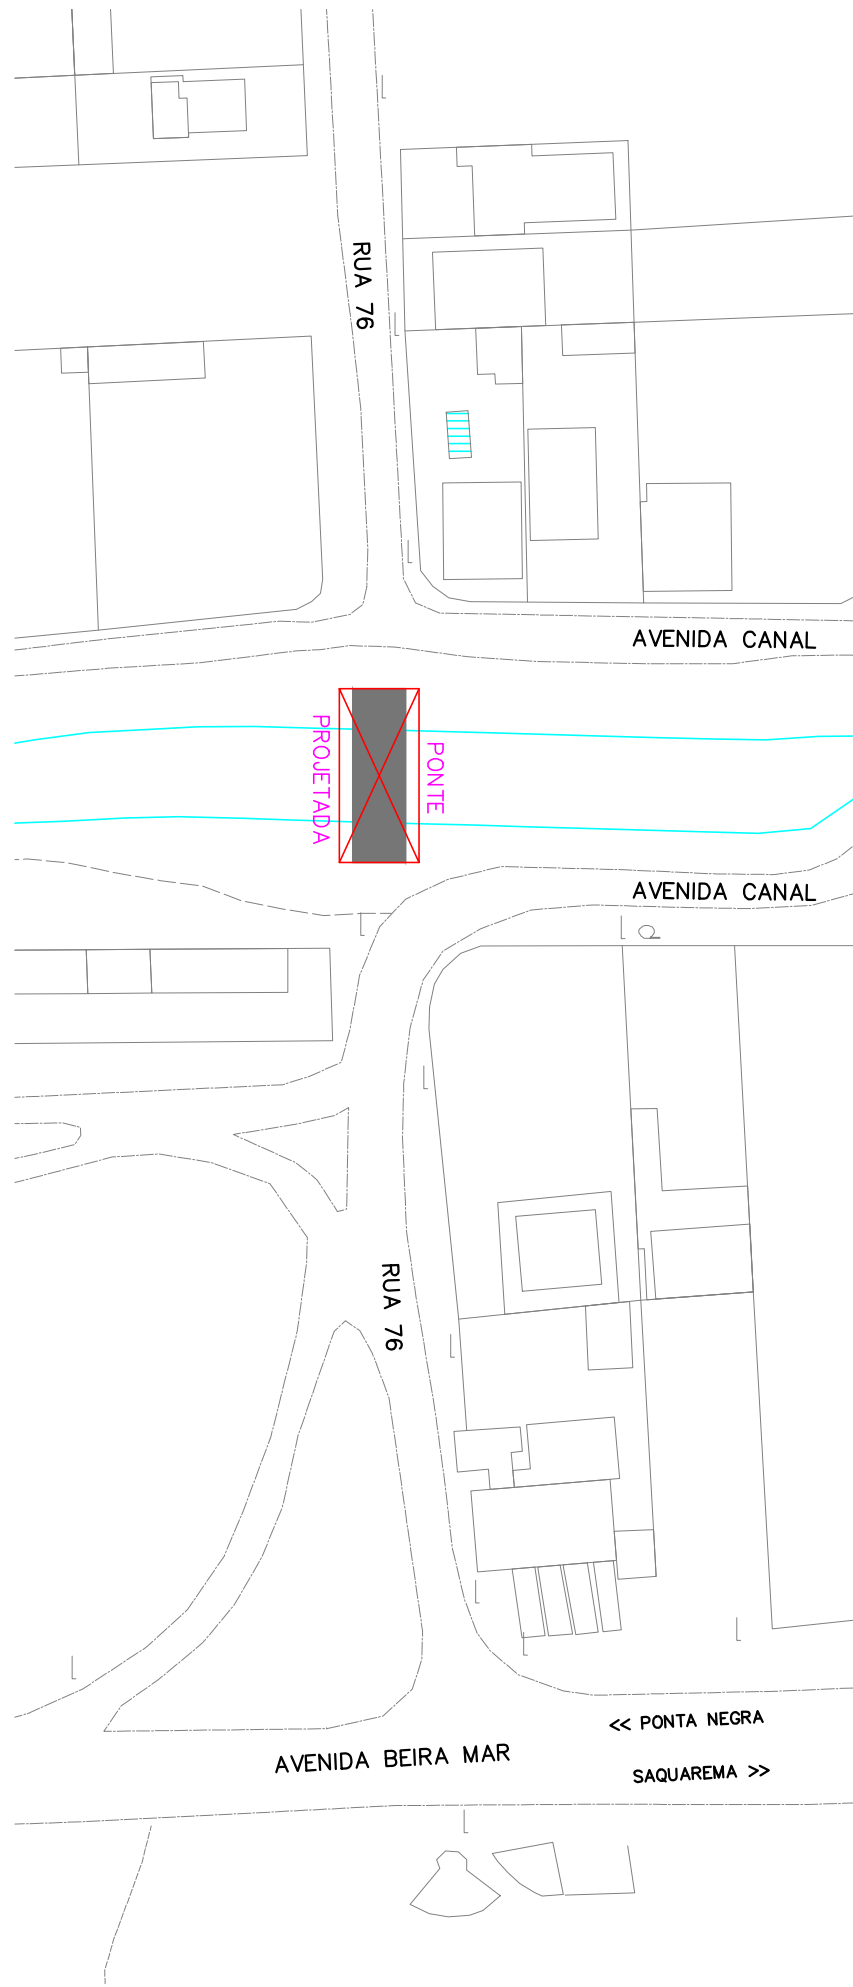 RUA 76
AVENIDA CANAL
PROJETADA
PONTE
AVENIDA CANAL
RUA 76
<< PONTA NEGRA
AVENIDA BEIRA MAR
SAQUAREMA >>